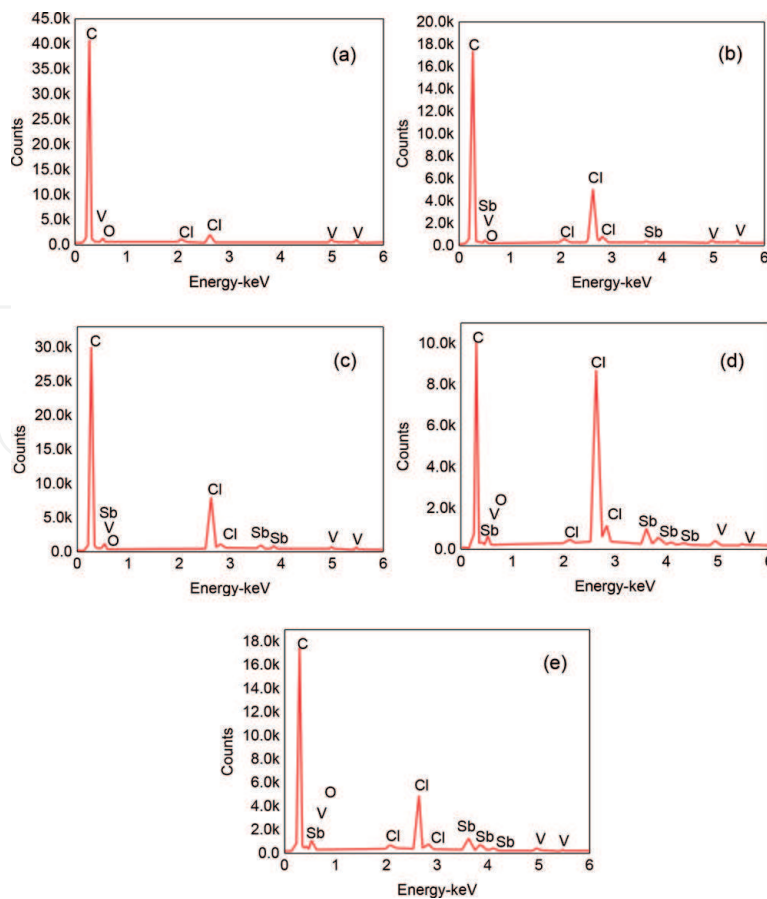 45.0k
40.0k
35.0k
30.0k
25.0k
20.0k
15.0k
10.0k
5.0k
0.0
Counts
C
(a)
V
O
Cl
Cl
V V
0 1 2 3 4 5 6
Energy-keV
20.0k
18.0k
16.0k
14.0k
12.0k
10.0k
8.0k
6.0k
4.0k
2.0k
0.0
Counts
C
(b)
Sb
V
O
Cl
Cl
Cl
Sb
V V
0 1 2 3 4 5 6
Energy-keV
30.0k
25.0k
20.0k
15.0k
10.0k
5.0k
0.0
Counts
C
(c)
Sb
V
O
Cl
Cl
Sb
Sb
V V
0 1 2 3 4 5 6
Energy-keV
10.0k
8.0k
6.0k
4.0k
2.0k
0.0
Counts
C
(d)
O
V
Sb
Cl
Cl
Cl
Sb
Sb
Sb
V V
0 1 2 3 4 5 6
Energy-keV
18.0k
16.0k
14.0k
12.0k
10.0k
8.0k
6.0k
4.0k
2.0k
0.0
Counts
C
(e)
O
V
Sb
Cl
Cl
Cl
Sb
Sb
Sb
V V
0 1 2 3 4 5 6
Energy-keV